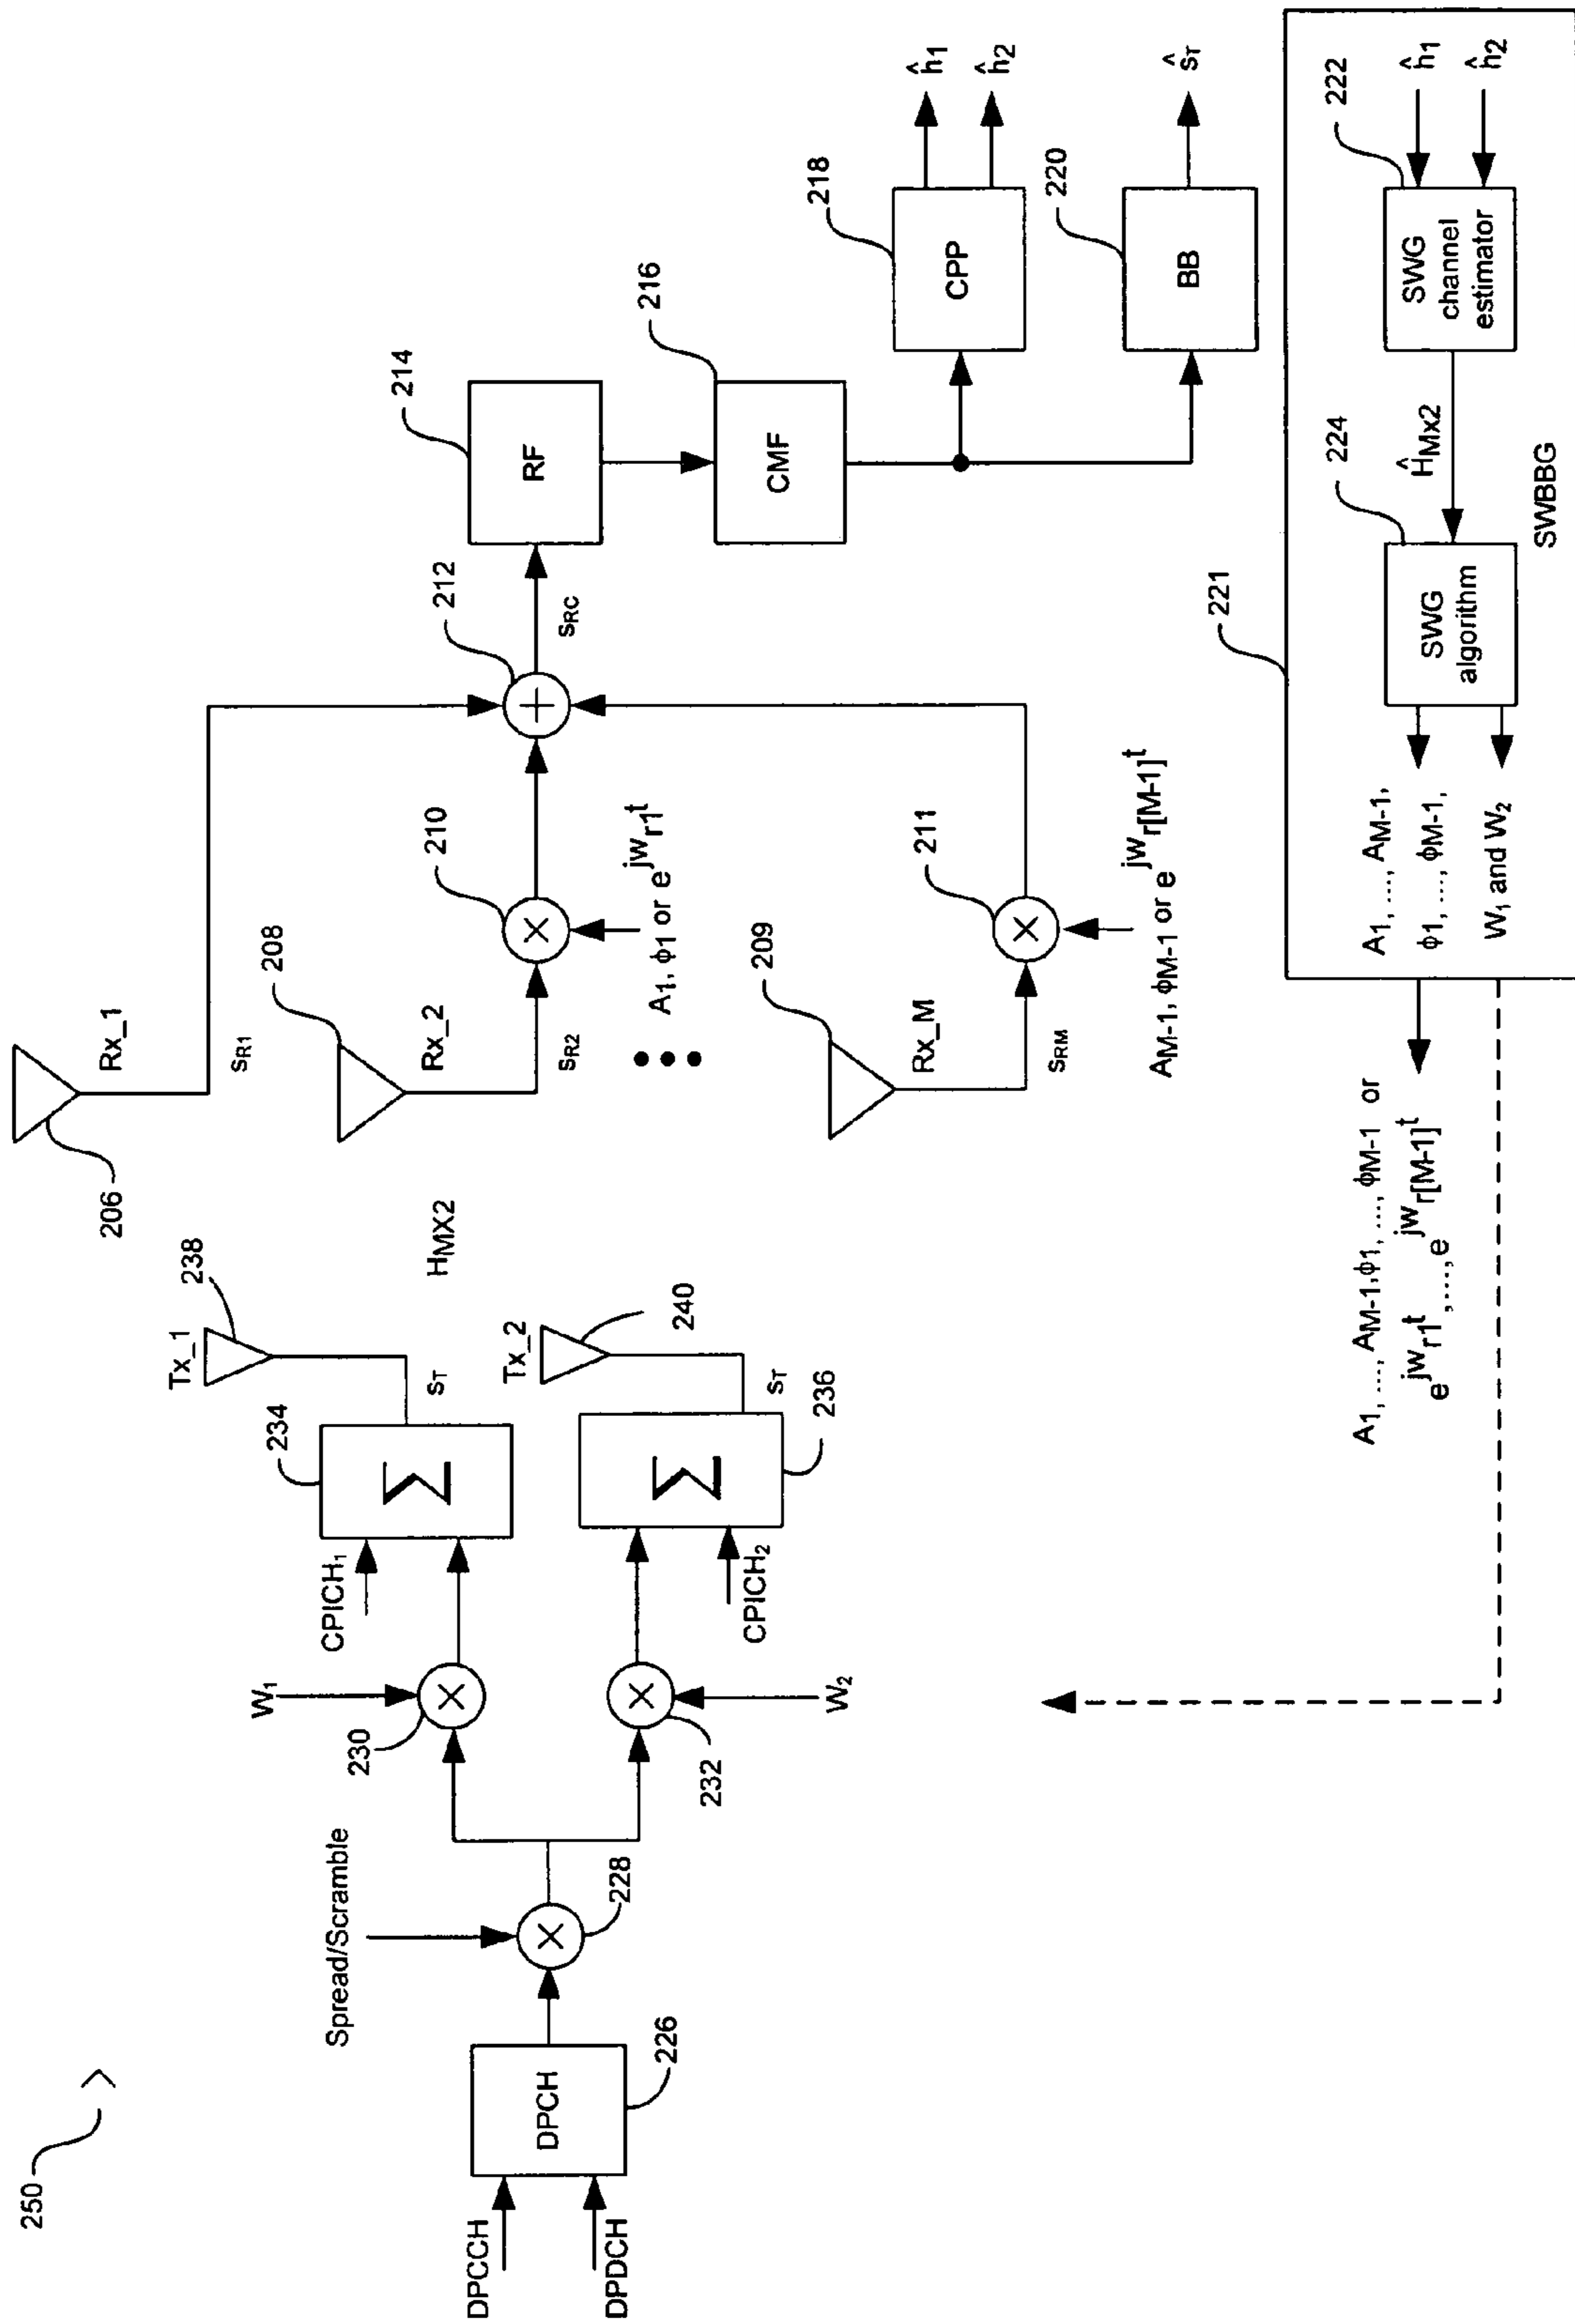 250
DPCCH
DPDCH
DPCH
226
Spread/Scramble
228
W₁
230
W₂
232
CPICH₁
CPICH₂
Σ
234
Σ
236
sT
sT
Tx_1
238
Tx_2
240
HMX2
206
Rx_1
sR1
208
Rx_2
sR2
209
Rx_M
sRM
210
A1, ϕ1 or e^jwr1^t
211
AM-1, ϕM-1 or e^jwr[M-1]^t
212
sRC
214
RF
216
CMF
218
CPP
ĥ1
ĥ2
220
BB
ŝT
221
222
SWG
channel
estimator
ĥ1
ĥ2
ĤMx2
224
SWG
algorithm
SWBBG
A1, ..., AM-1,
ϕ1, ..., ϕM-1,
W₁ and W₂
A1, ..., AM-1,ϕ1, ..., ϕM-1 or
e^jwr1^t,...,e^jwr[M-1]^t